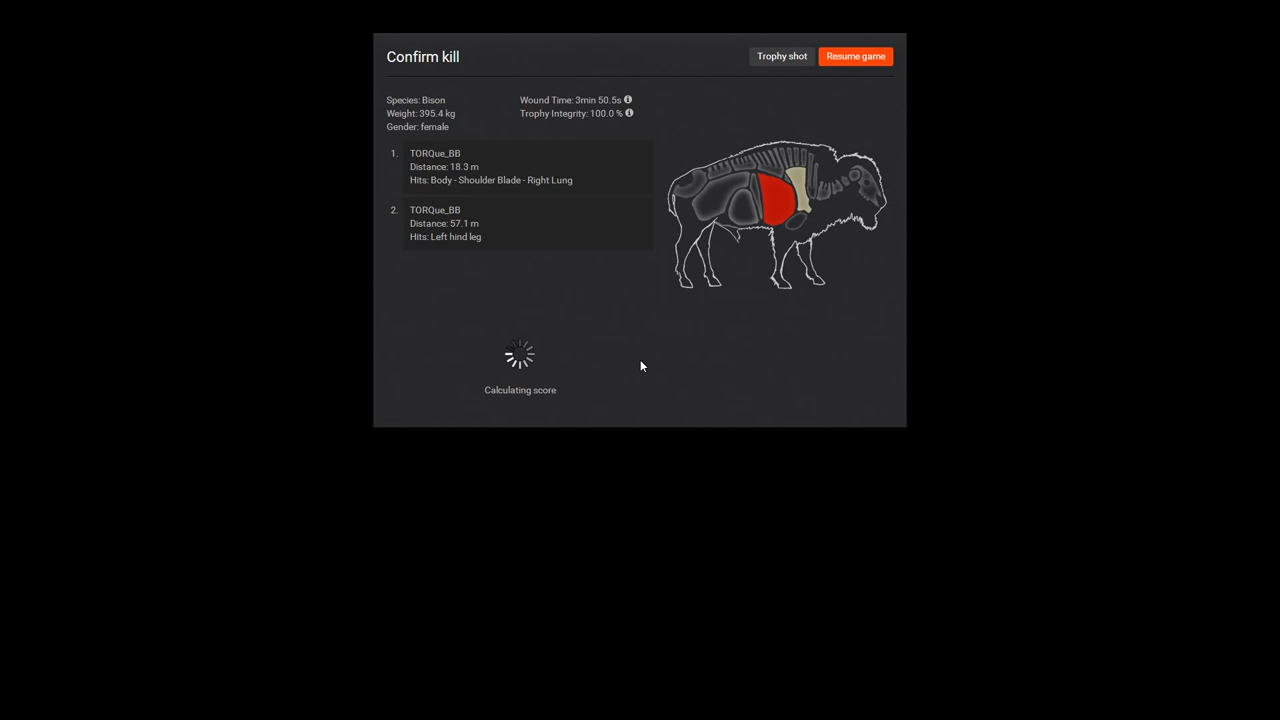 Confirm kill
Trophy shot
Resume game
Species: Bison
Weight: 395.4 kg
Gender: female
Wound Time: 3min 50.5s
Trophy Integrity: 100.0 %
1.
TORQue_BB
Distance: 18.3 m
Hits: Body - Shoulder Blade - Right Lung
2.
TORQue_BB
Distance: 57.1 m
Hits: Left hind leg
Calculating score